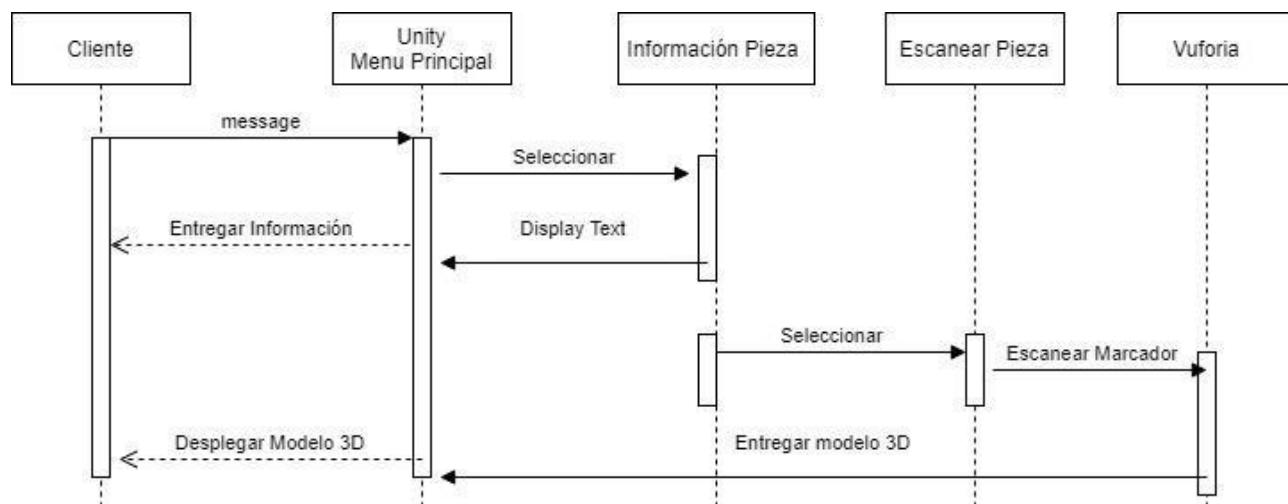 Cliente
Unity
Menu Principal
Información Pieza
Escanear Pieza
Vuforia
message
Seleccionar
Entregar Información
Display Text
Seleccionar
Escanear Marcador
Desplegar Modelo 3D
Entregar modelo 3D